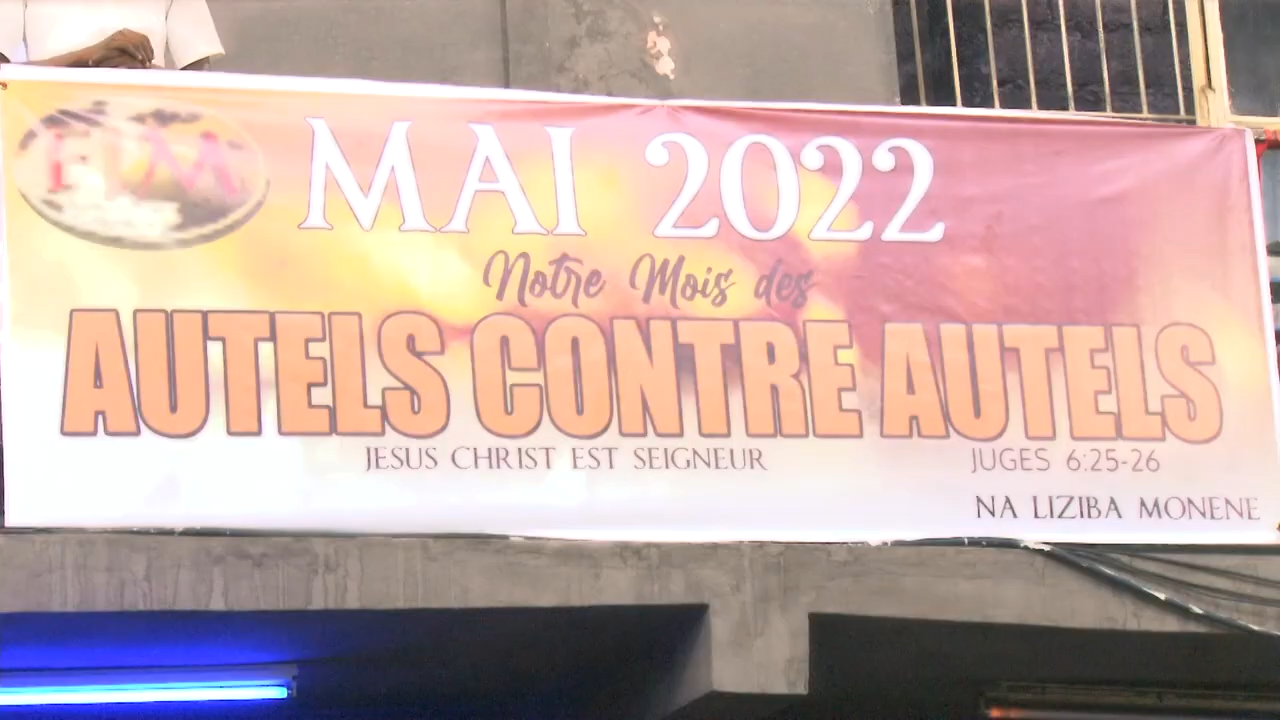 FIM
MAI 2022
Notre Mois des
AUTELS CONTRE AUTELS
JESUS CHRIST EST SEIGNEUR
JUGES 6:25-26
NA LIZIBA MONENE